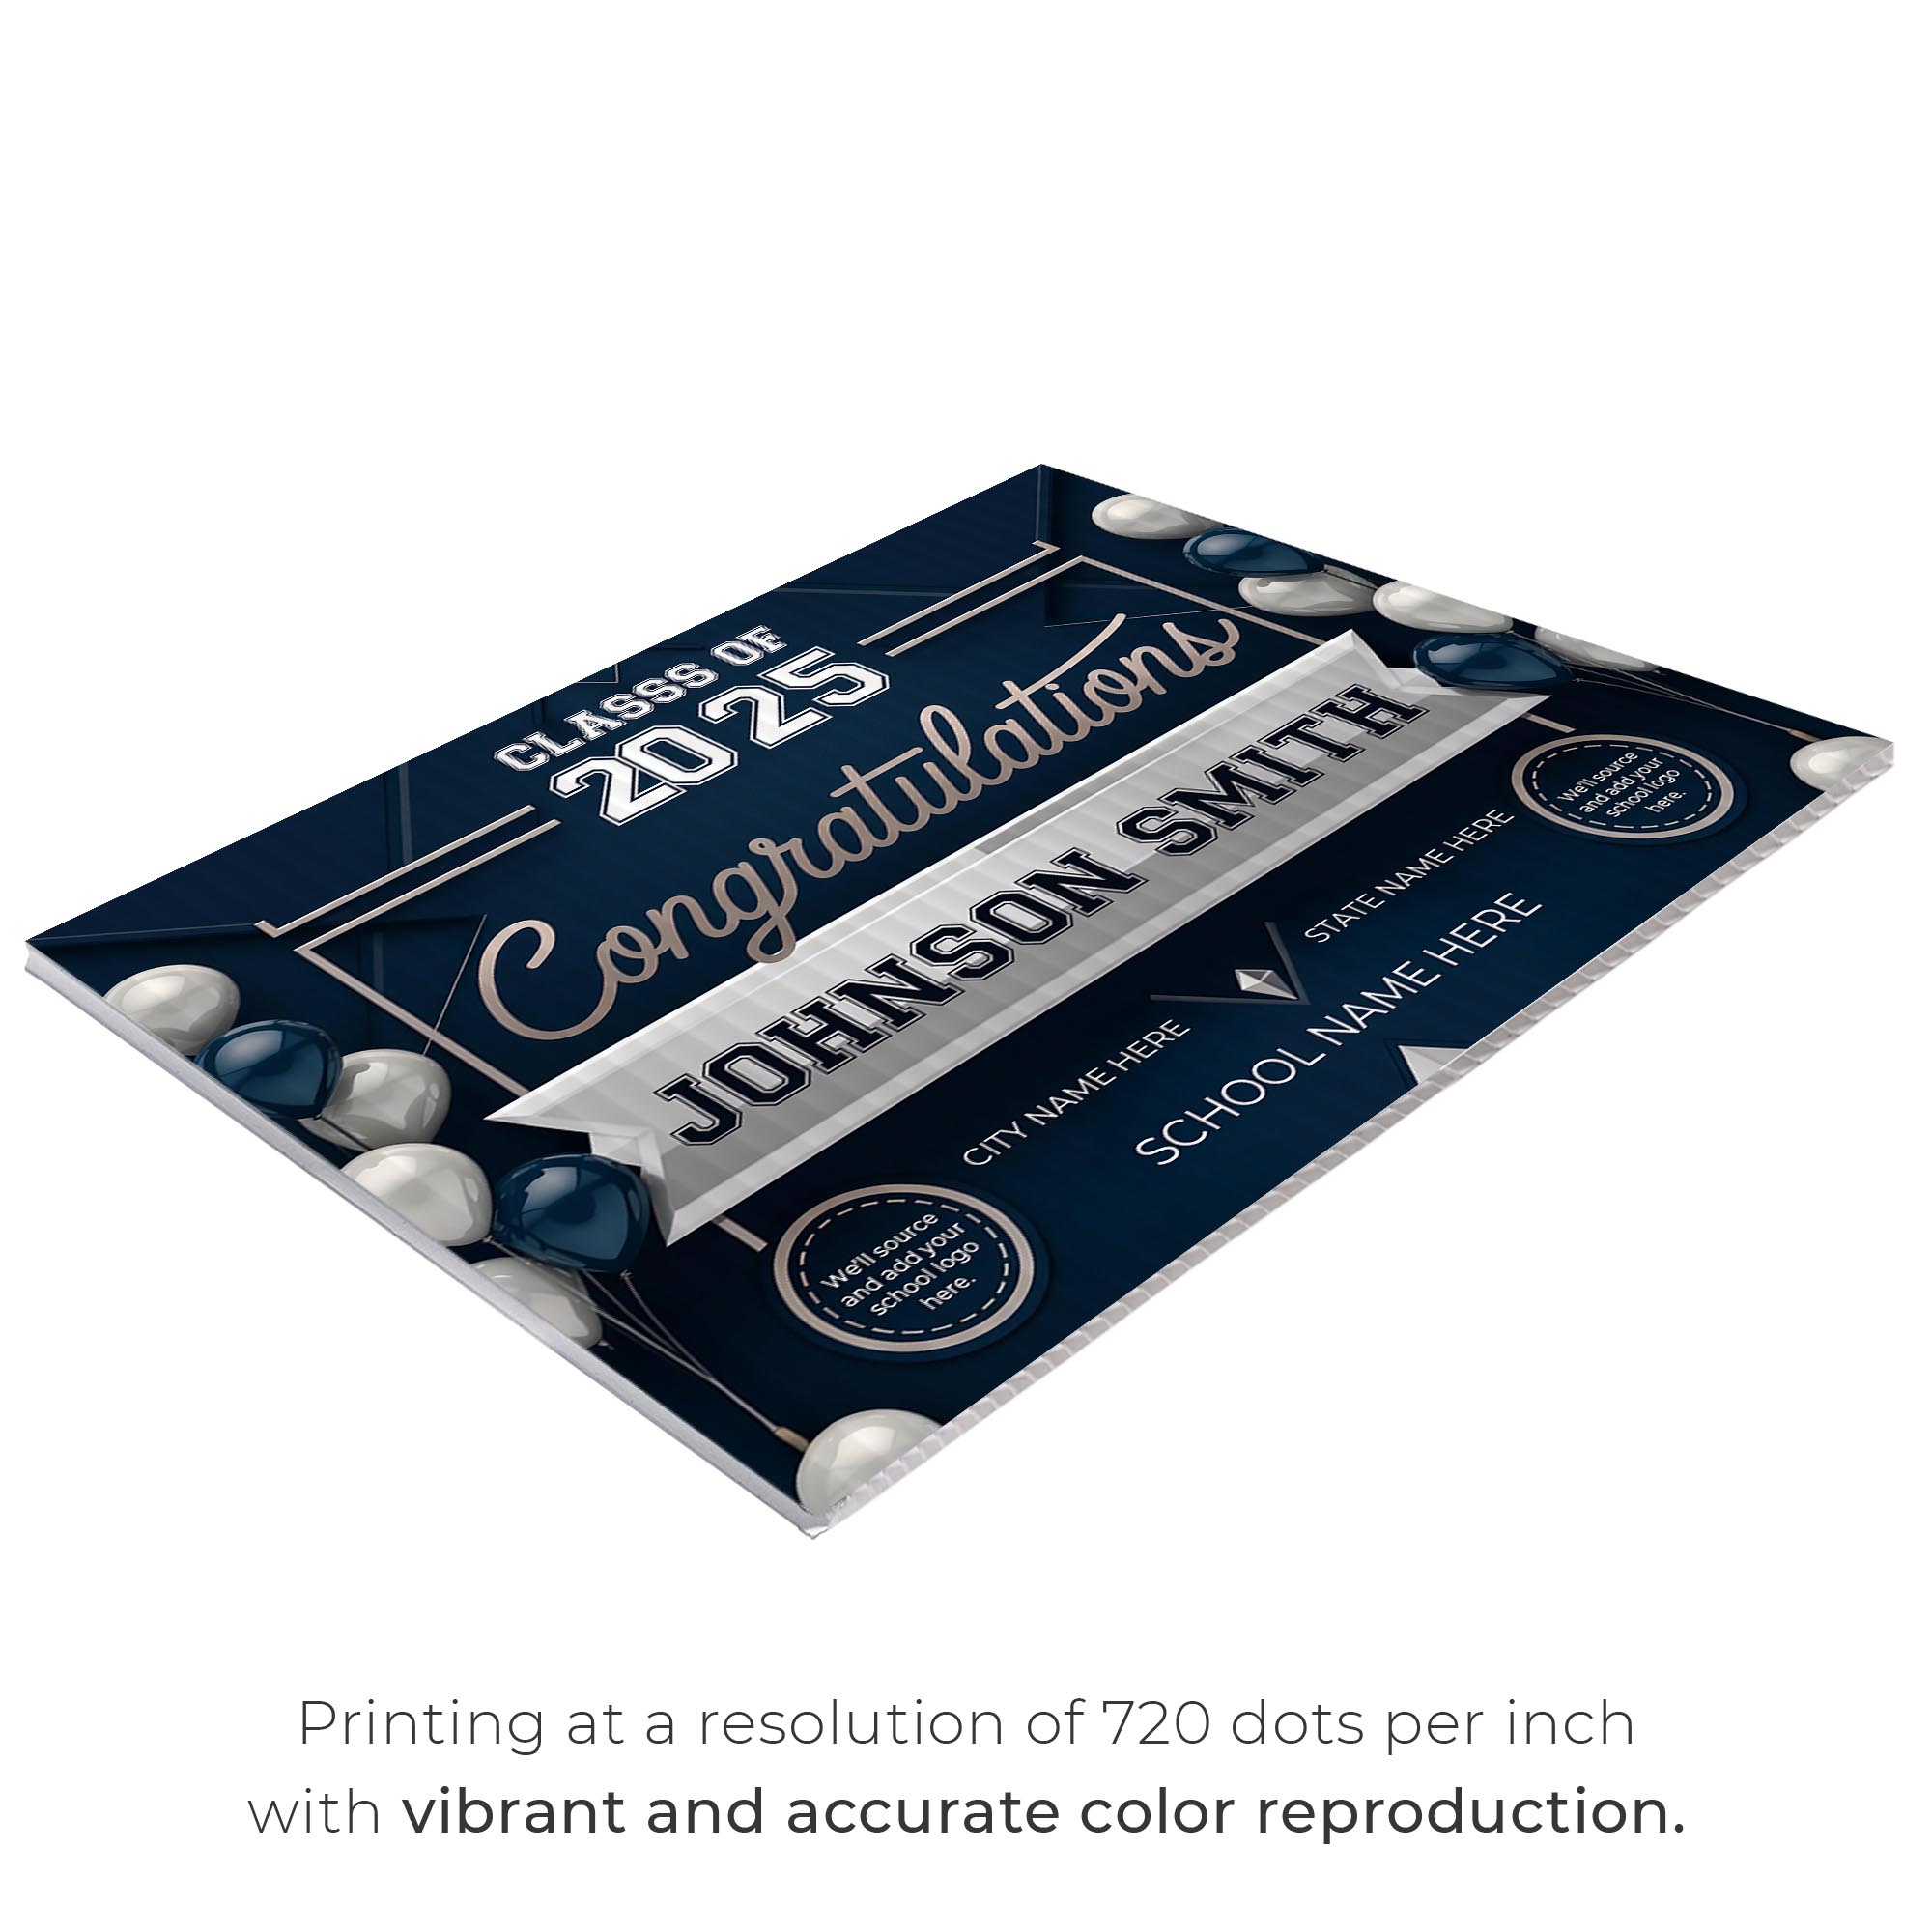 CLASSS OF
2025
Congratulations
JOHNSON SMITH
CITY NAME HERE
STATE NAME HERE
SCHOOL NAME HERE
We'll source
and add your
school logo
here.
We'll source
and add your
school logo
here.
Printing at a resolution of 720 dots per inch
with vibrant and accurate color reproduction.